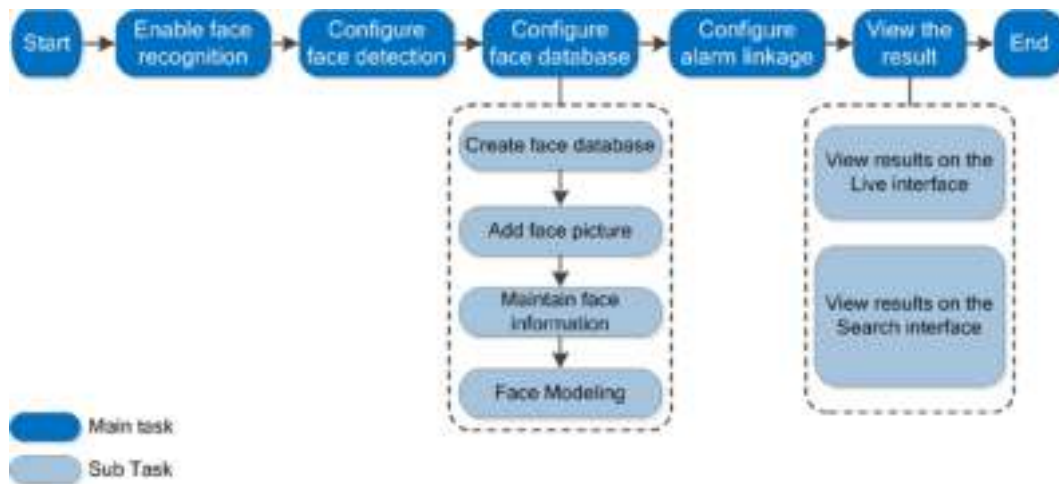 Start
Enable face
recognition
Configure
face detection
Configure
face database
Configure
alarm linkage
View the
result
End
Create face database
Add face picture
Maintain face
information
Face Modeling
View results on the
Live interface
View results on the
Search interface
Main task
Sub Task